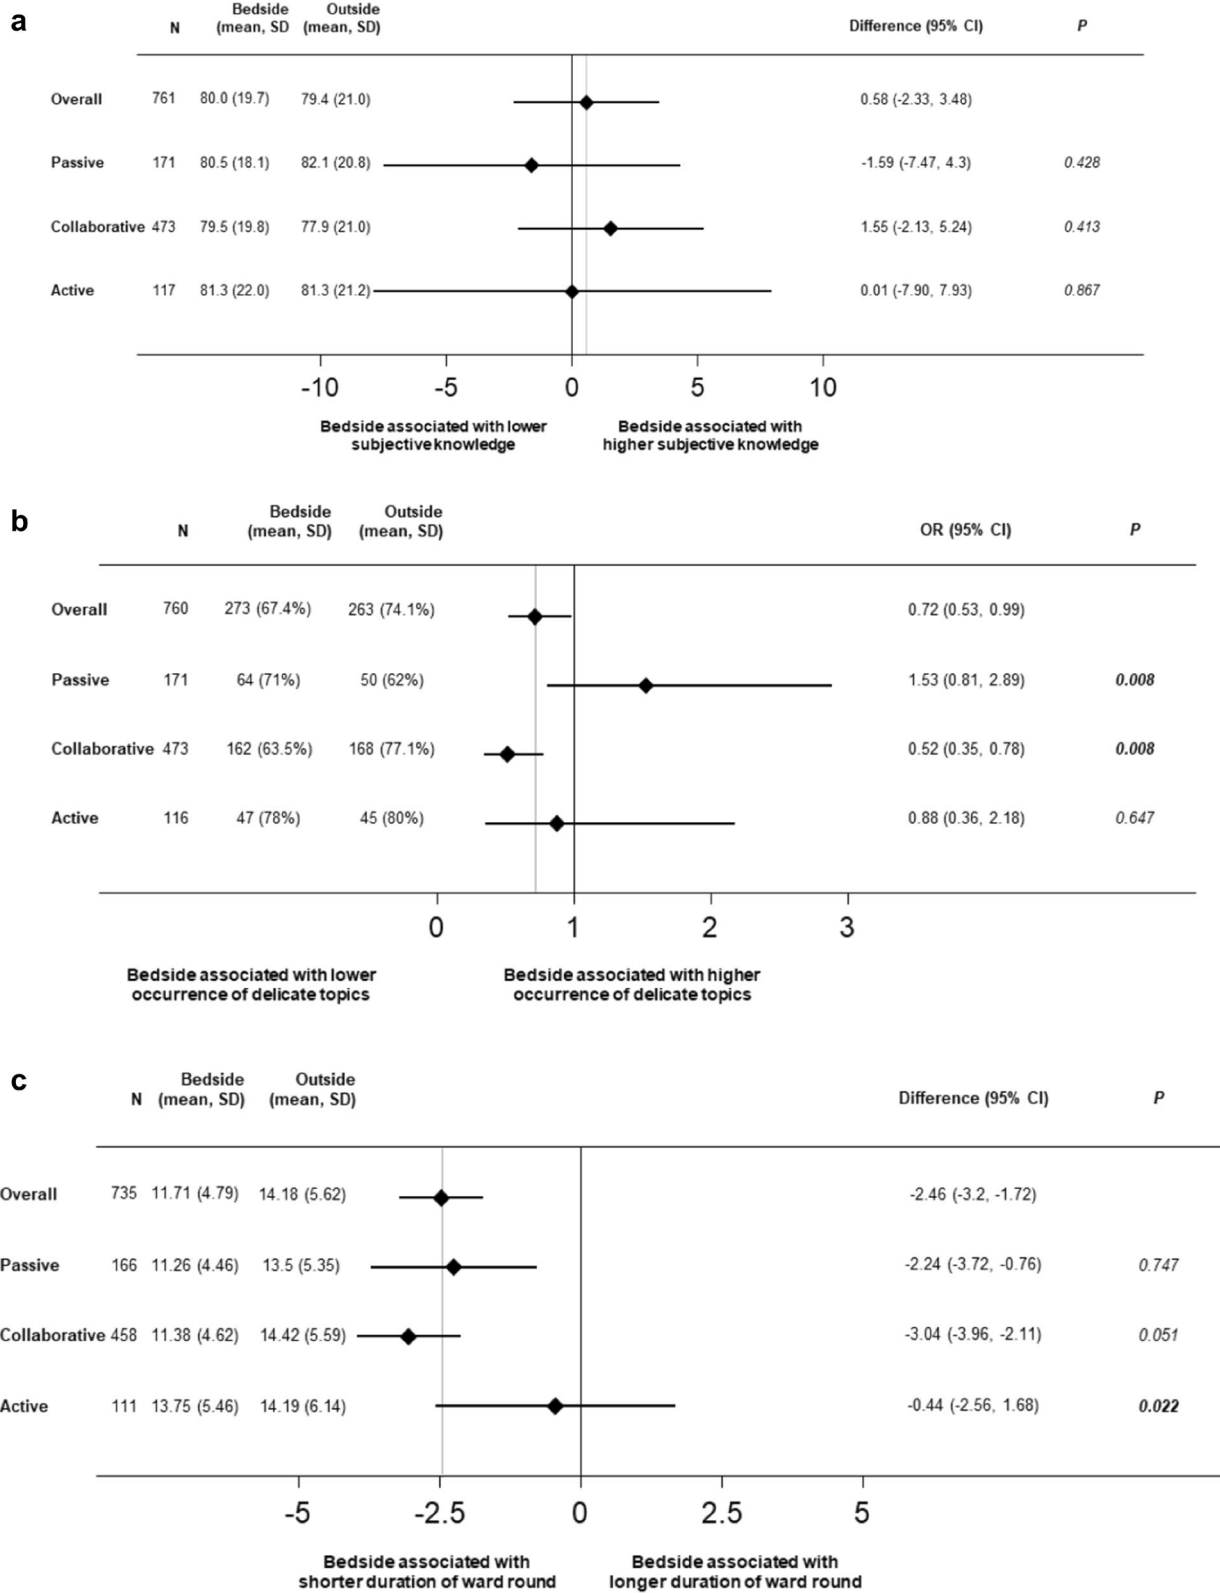 a
N Bedside (mean, SD Outside (mean, SD) Difference (95% CI) P
Overall 761 80.0 (19.7) 79.4 (21.0) 0.58 (-2.33, 3.48)
Passive 171 80.5 (18.1) 82.1 (20.8) -1.59 (-7.47, 4.3) 0.428
Collaborative 473 79.5 (19.8) 77.9 (21.0) 1.55 (-2.13, 5.24) 0.413
Active 117 81.3 (22.0) 81.3 (21.2) 0.01 (-7.90, 7.93) 0.867
-10 -5 0 5 10
Bedside associated with lower
subjective knowledge
Bedside associated with
higher subjective knowledge
b
N Bedside (mean, SD) Outside (mean, SD) OR (95% CI) P
Overall 760 273 (67.4%) 263 (74.1%) 0.72 (0.53, 0.99)
Passive 171 64 (71%) 50 (62%) 1.53 (0.81, 2.89) 0.008
Collaborative 473 162 (63.5%) 168 (77.1%) 0.52 (0.35, 0.78) 0.008
Active 116 47 (78%) 45 (80%) 0.88 (0.36, 2.18) 0.647
0 1 2 3
Bedside associated with lower
occurrence of delicate topics
Bedside associated with higher
occurrence of delicate topics
c
N Bedside (mean, SD) Outside (mean, SD) Difference (95% CI) P
Overall 735 11.71 (4.79) 14.18 (5.62) -2.46 (-3.2, -1.72)
Passive 166 11.26 (4.46) 13.5 (5.35) -2.24 (-3.72, -0.76) 0.747
Collaborative 458 11.38 (4.62) 14.42 (5.59) -3.04 (-3.96, -2.11) 0.051
Active 111 13.75 (5.46) 14.19 (6.14) -0.44 (-2.56, 1.68) 0.022
-5 -2.5 0 2.5 5
Bedside associated with
shorter duration of ward round
Bedside associated with
longer duration of ward round